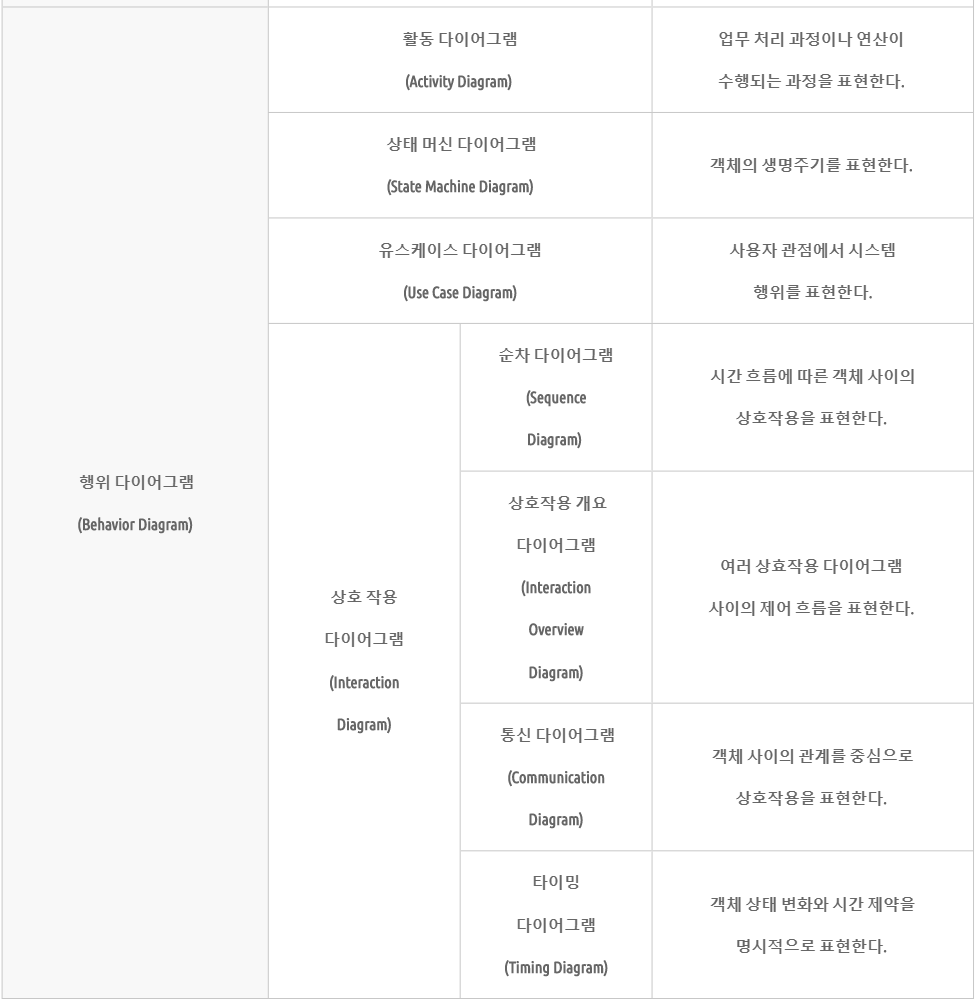 활동 다이어그램
(Activity Diagram)
업무 처리 과정이나 연산이
수행되는 과정을 표현한다.
상태 머신 다이어그램
(State Machine Diagram)
객체의 생명주기를 표현한다.
유스케이스 다이어그램
(Use Case Diagram)
사용자 관점에서 시스템
행위를 표현한다.
행위 다이어그램
(Behavior Diagram)
상호 작용
다이어그램
(Interaction
Diagram)
순차 다이어그램
(Sequence
Diagram)
시간 흐름에 따른 객체 사이의
상호작용을 표현한다.
상호작용 개요
다이어그램
(Interaction
Overview
Diagram)
여러 상효작용 다이어그램
사이의 제어 흐름을 표현한다.
통신 다이어그램
(Communication
Diagram)
객체 사이의 관계를 중심으로
상호작용을 표현한다.
타이밍
다이어그램
(Timing Diagram)
객체 상태 변화와 시간 제약을
명시적으로 표현한다.